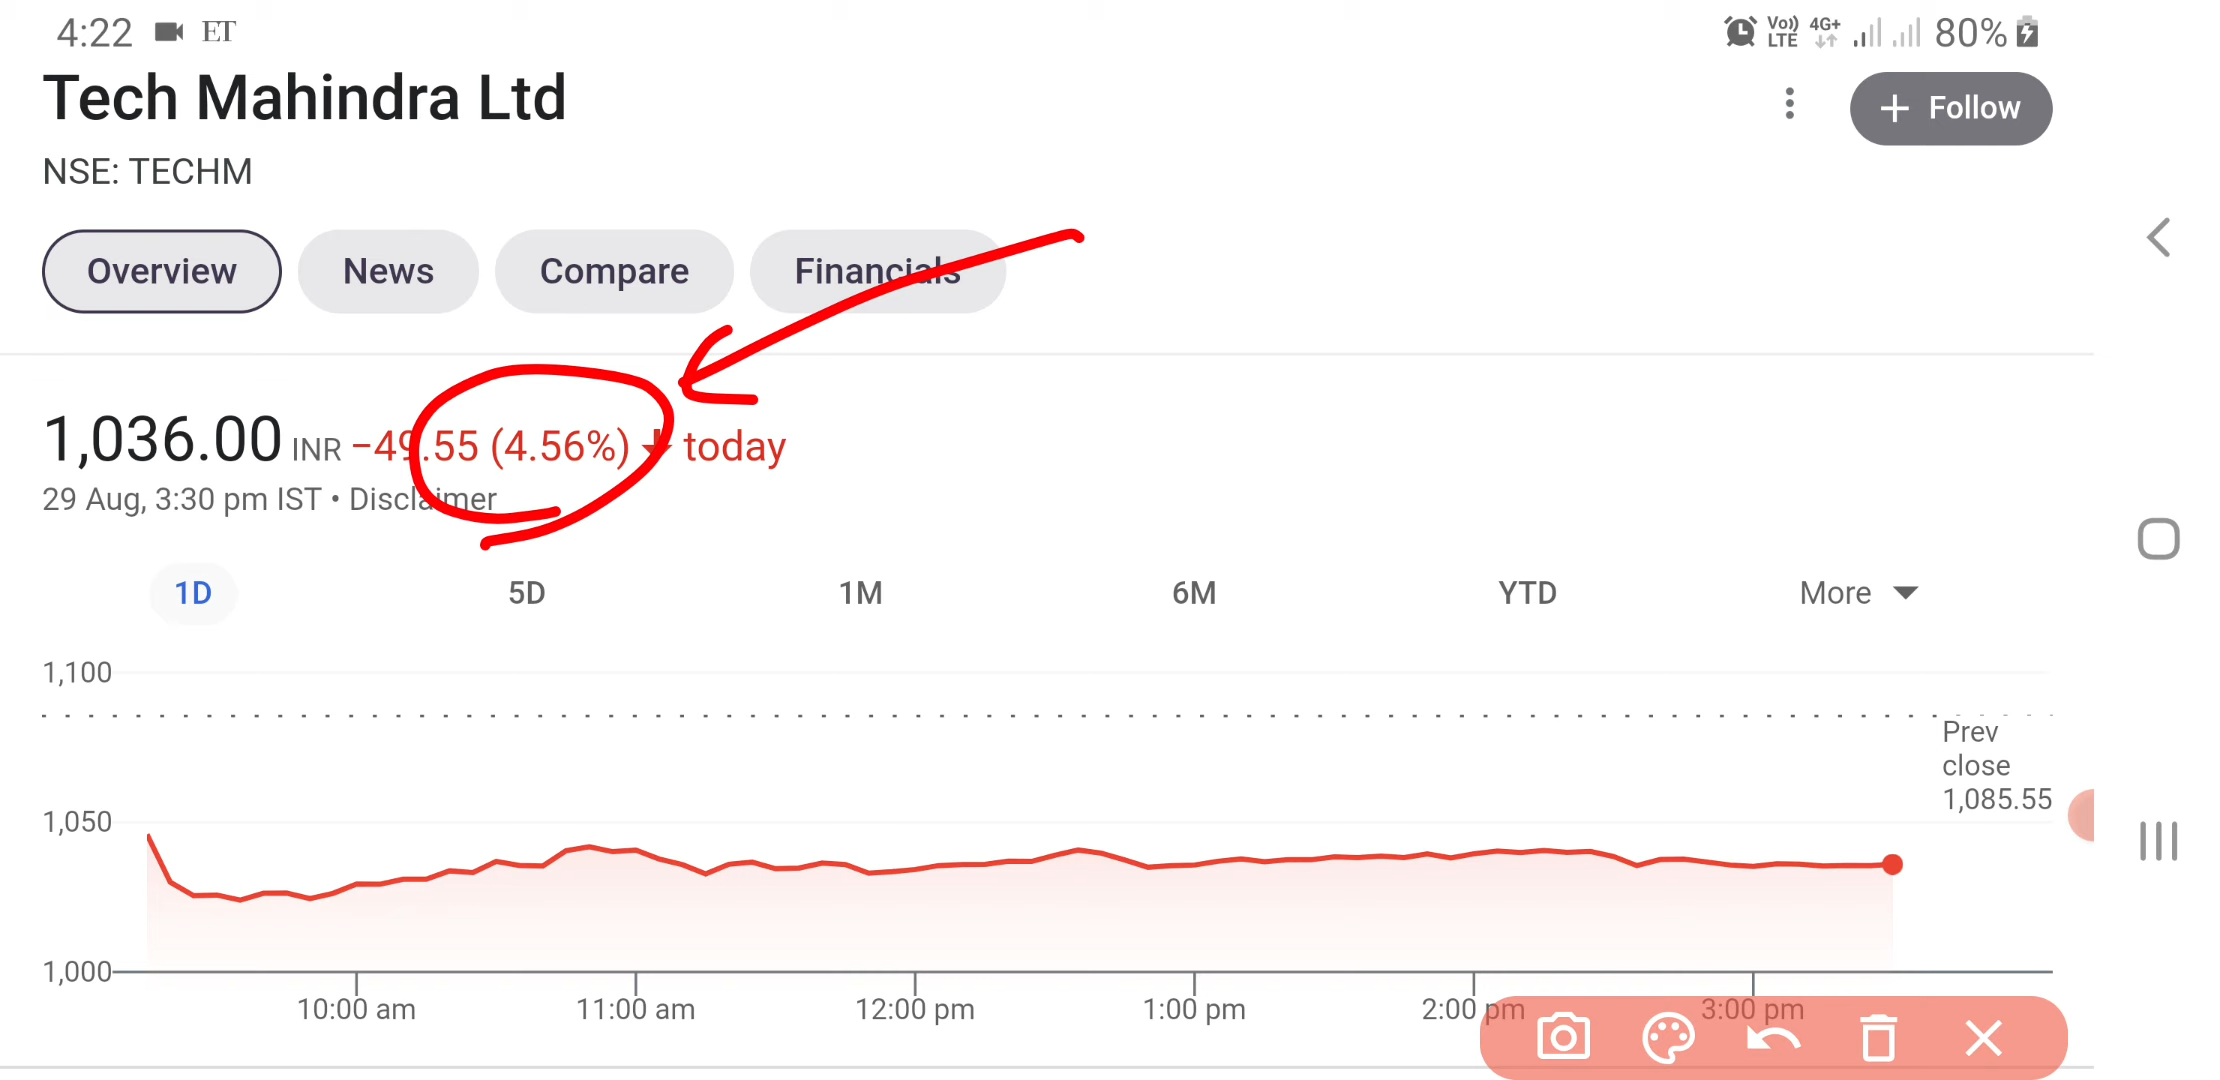 4:22 ET Vo)) LTE 4G+ 80%
Tech Mahindra Ltd
+ Follow
NSE: TECHM
Overview News Compare Financials
1,036.00 INR −49.55 (4.56%) ↓ today
29 Aug, 3:30 pm IST • Disclaimer
1D 5D 1M 6M YTD More
1,100
Prev
close
1,085.55
1,050
1,000
10:00 am 11:00 am 12:00 pm 1:00 pm 2:00 pm 3:00 pm